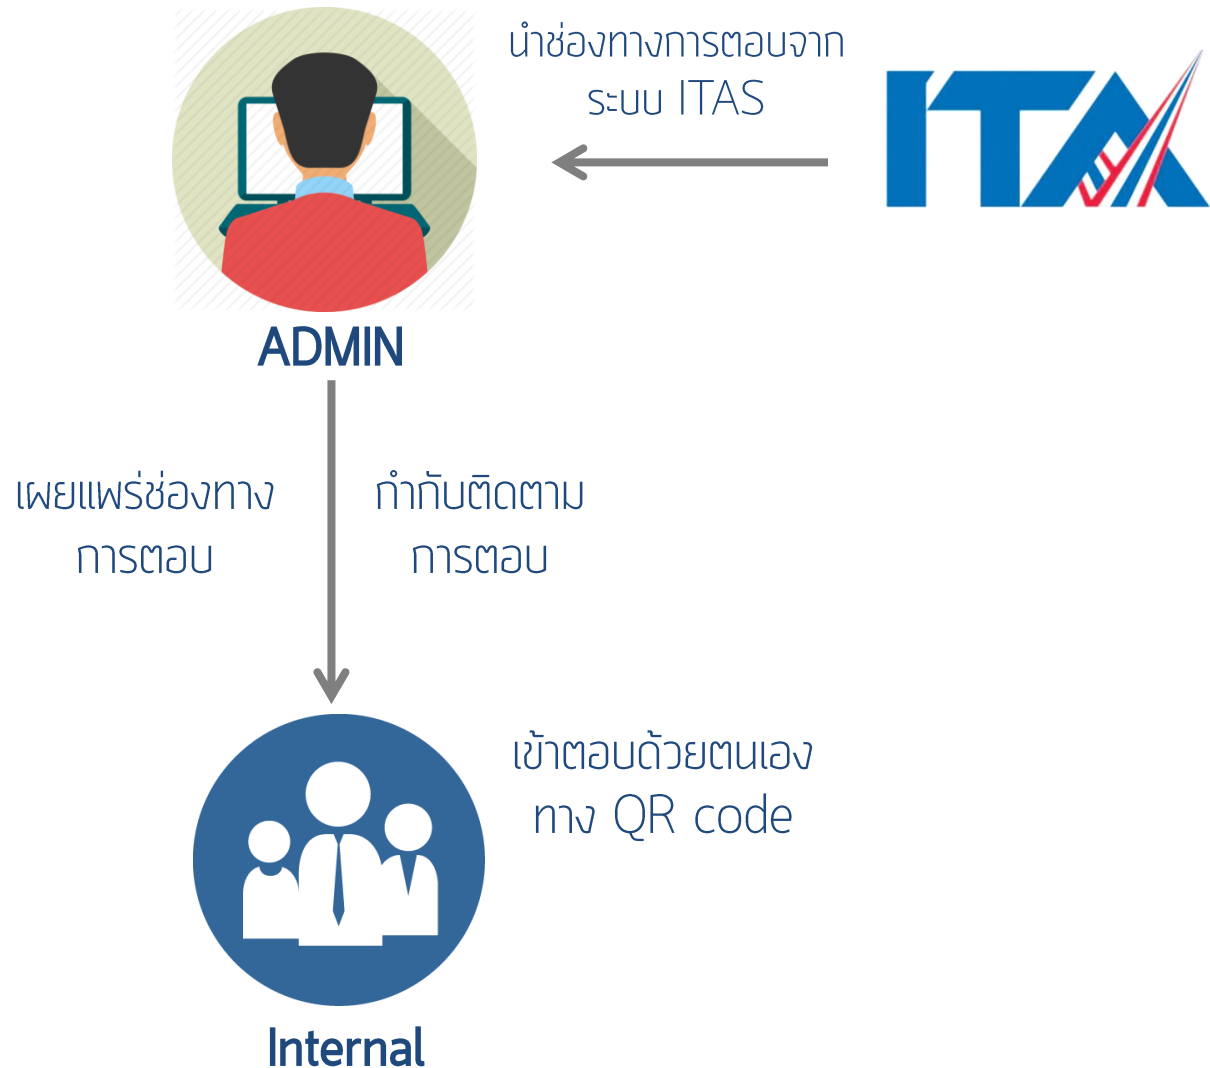 นำช่องทางการตอบจาก
ระบบ ITAS
ITA
ADMIN
เผยแพร่ช่องทาง
การตอบ
กำกับติดตาม
การตอบ
เข้าตอบด้วยตนเอง
ทาง QR code
Internal